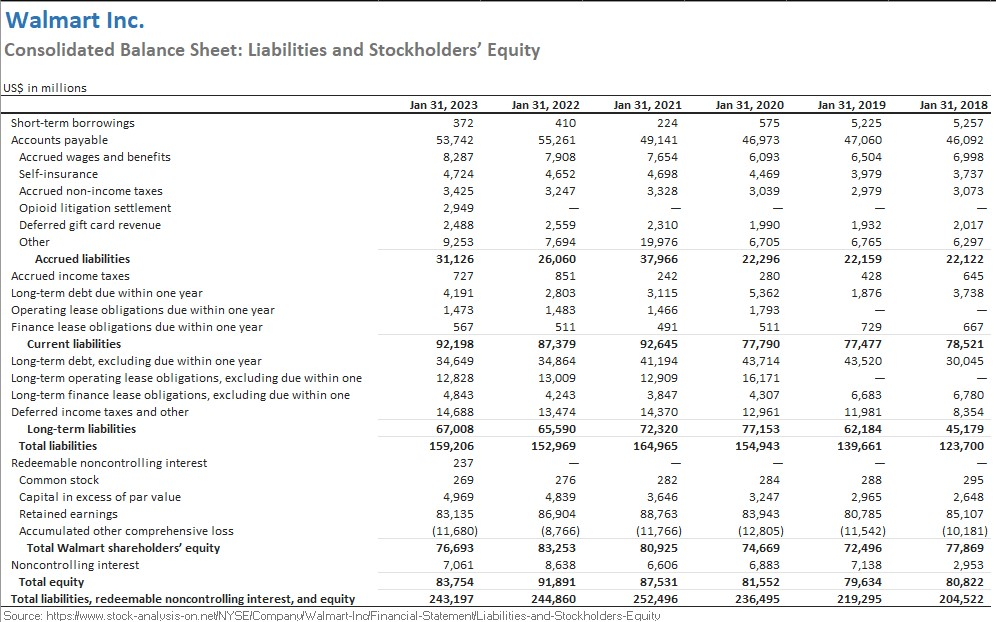 Walmart Inc.
Consolidated Balance Sheet: Liabilities and Stockholders’ Equity
US$ in millions
Jan 31, 2023 Jan 31, 2022 Jan 31, 2021 Jan 31, 2020 Jan 31, 2019 Jan 31, 2018
Short-term borrowings 372 410 224 575 5,225 5,257
Accounts payable 53,742 55,261 49,141 46,973 47,060 46,092
Accrued wages and benefits 8,287 7,908 7,654 6,093 6,504 6,998
Self-insurance 4,724 4,652 4,698 4,469 3,979 3,737
Accrued non-income taxes 3,425 3,247 3,328 3,039 2,979 3,073
Opioid litigation settlement 2,949 — — — — —
Deferred gift card revenue 2,488 2,559 2,310 1,990 1,932 2,017
Other 9,253 7,694 19,976 6,705 6,765 6,297
Accrued liabilities 31,126 26,060 37,966 22,296 22,159 22,122
Accrued income taxes 727 851 242 280 428 645
Long-term debt due within one year 4,191 2,803 3,115 5,362 1,876 3,738
Operating lease obligations due within one year 1,473 1,483 1,466 1,793 — —
Finance lease obligations due within one year 567 511 491 511 729 667
Current liabilities 92,198 87,379 92,645 77,790 77,477 78,521
Long-term debt, excluding due within one year 34,649 34,864 41,194 43,714 43,520 30,045
Long-term operating lease obligations, excluding due within one 12,828 13,009 12,909 16,171 — —
Long-term finance lease obligations, excluding due within one 4,843 4,243 3,847 4,307 6,683 6,780
Deferred income taxes and other 14,688 13,474 14,370 12,961 11,981 8,354
Long-term liabilities 67,008 65,590 72,320 77,153 62,184 45,179
Total liabilities 159,206 152,969 164,965 154,943 139,661 123,700
Redeemable noncontrolling interest 237 — — — — —
Common stock 269 276 282 284 288 295
Capital in excess of par value 4,969 4,839 3,646 3,247 2,965 2,648
Retained earnings 83,135 86,904 88,763 83,943 80,785 85,107
Accumulated other comprehensive loss (11,680) (8,766) (11,766) (12,805) (11,542) (10,181)
Total Walmart shareholders’ equity 76,693 83,253 80,925 74,669 72,496 77,869
Noncontrolling interest 7,061 8,638 6,606 6,883 7,138 2,953
Total equity 83,754 91,891 87,531 81,552 79,634 80,822
Total liabilities, redeemable noncontrolling interest, and equity 243,197 244,860 252,496 236,495 219,295 204,522
Source: https://www.stock-analysis-on.net/NYSE/Company/Walmart-Inc/Financial-Statement/Liabilities-and-Stockholders-Equity